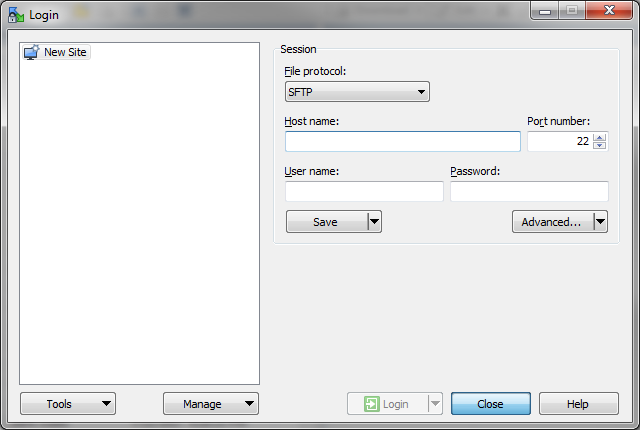 Login
New Site
Session
File protocol:
SFTP
Host name: Port number:
22
User name: Password:
Save Advanced...
Tools Manage Login Close Help